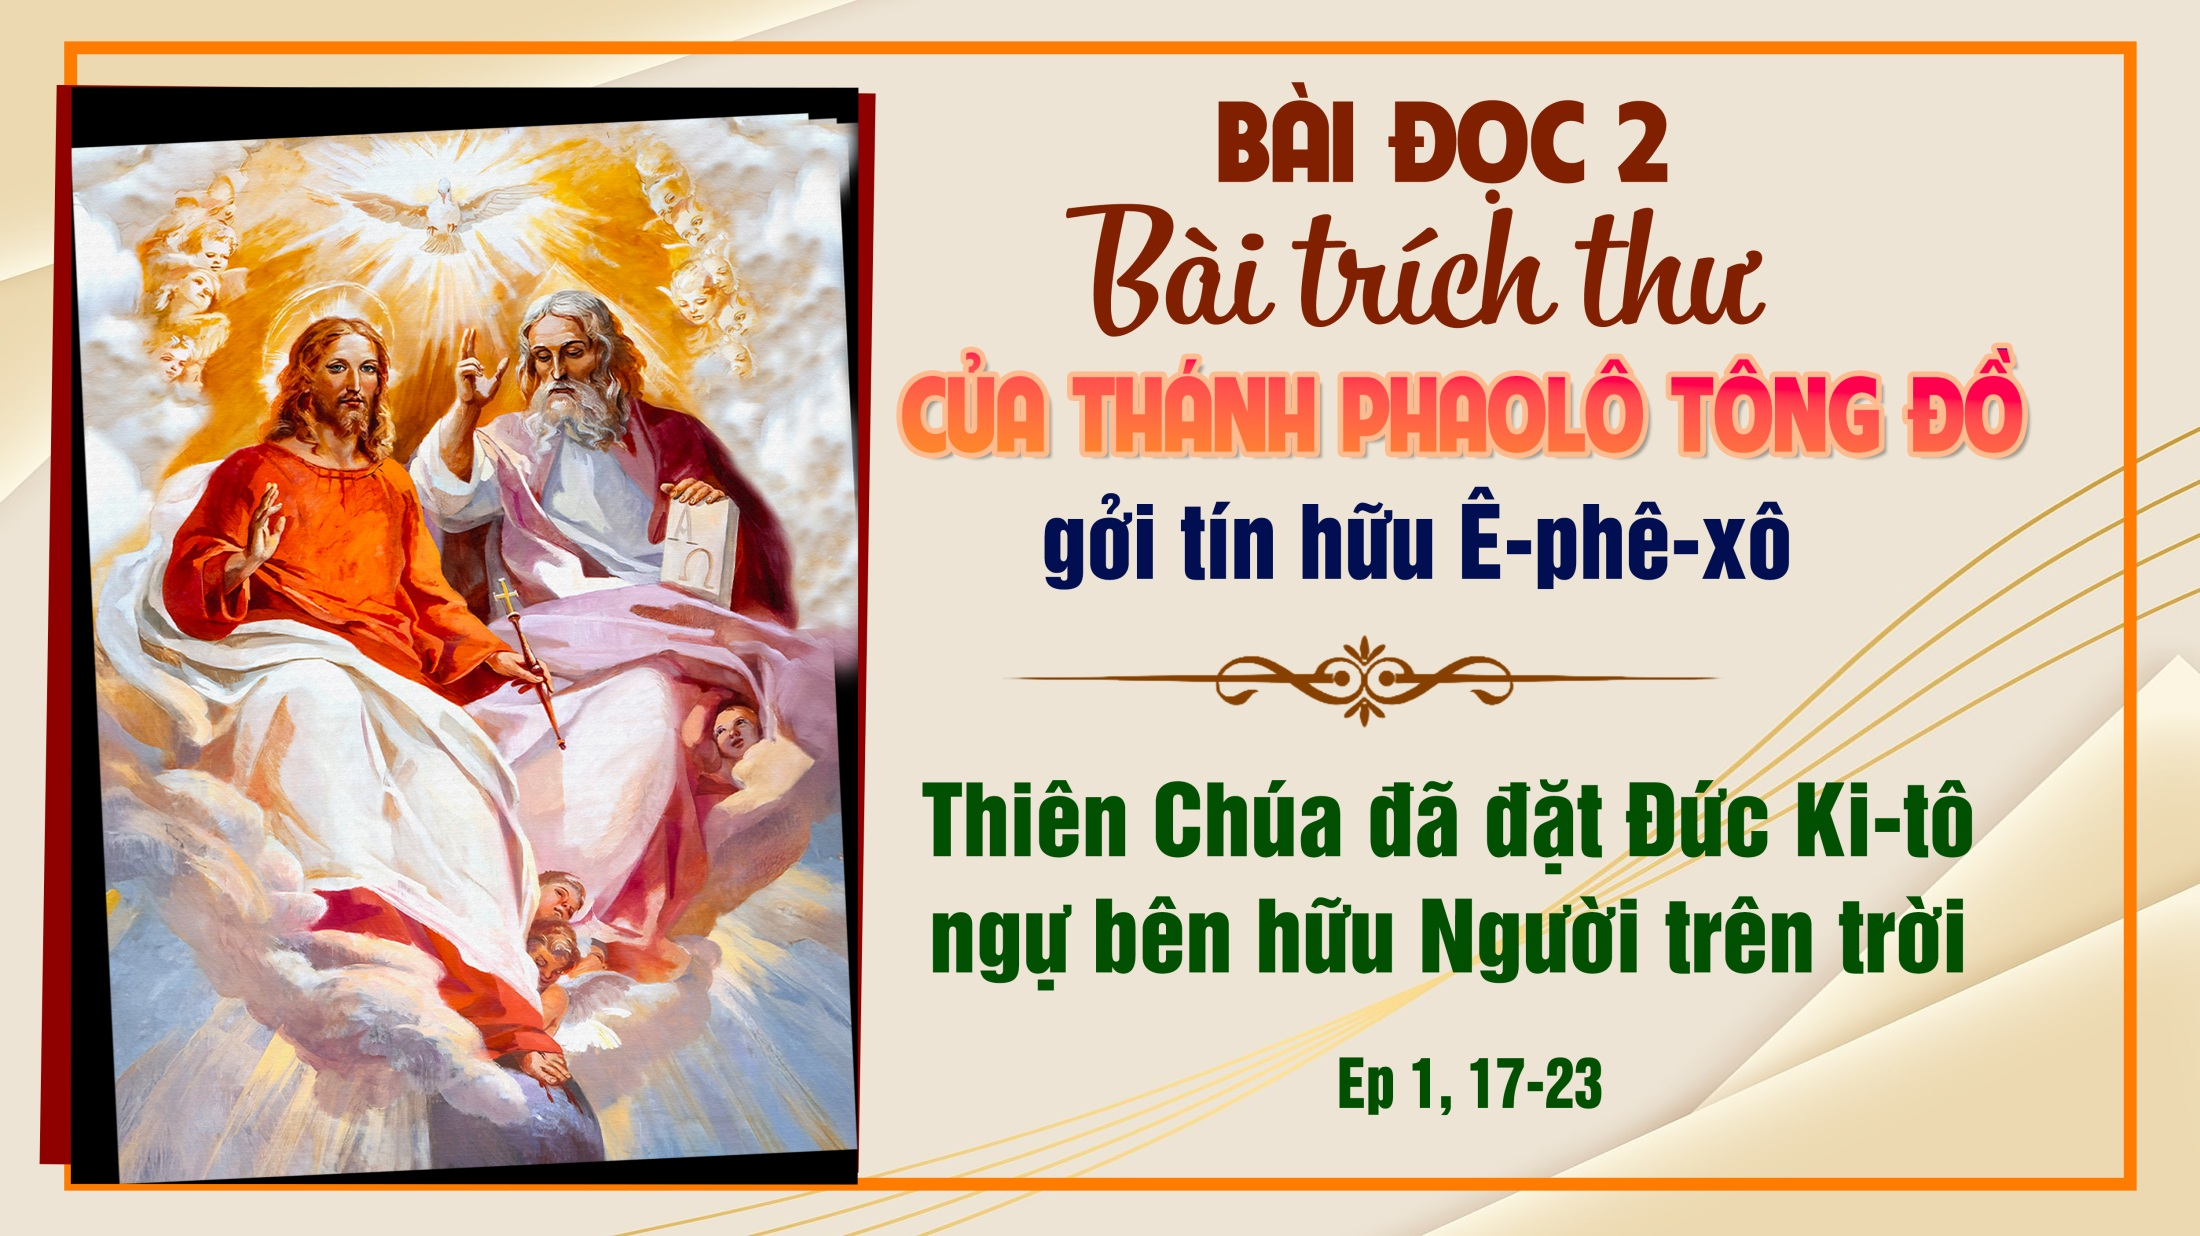 BÀI ĐỌC 2
Bài trích thư
CỦA THÁNH PHAOLÔ TÔNG ĐỒ
gởi tín hữu Ê-phê-xô
Thiên Chúa đã đặt Đức Ki-tô
ngự bên hữu Người trên trời
Ep 1, 17-23
Α
Ω